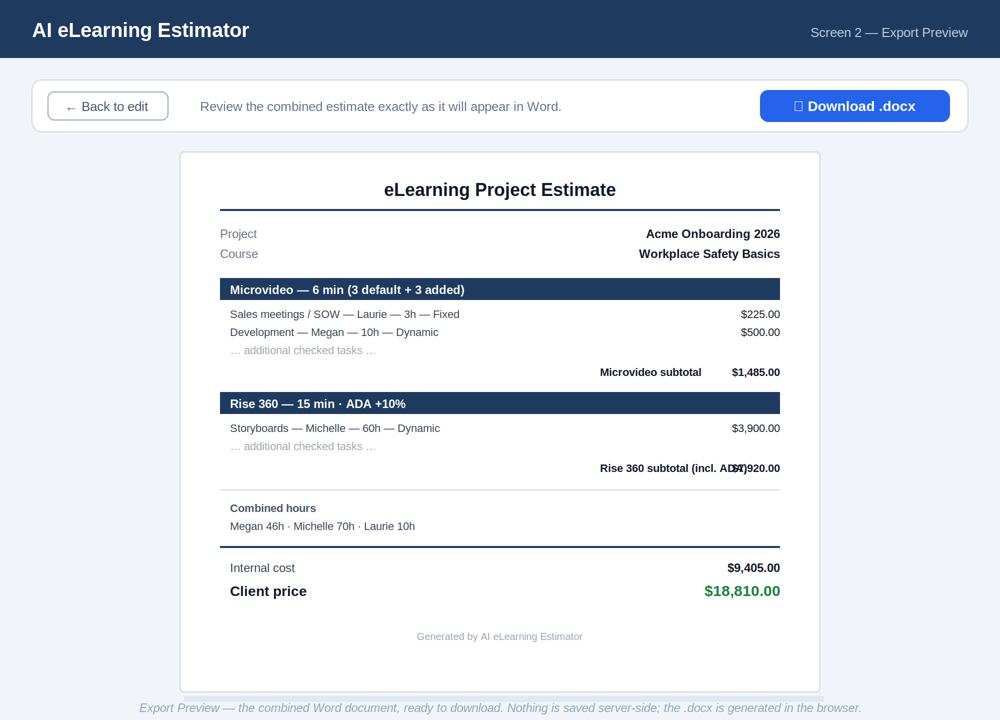 AI eLearning Estimator
Screen 2 — Export Preview
← Back to edit
Review the combined estimate exactly as it will appear in Word.
Download .docx
eLearning Project Estimate
Project Acme Onboarding 2026
Course Workplace Safety Basics
Microvideo — 6 min (3 default + 3 added)
Sales meetings / SOW — Laurie — 3h — Fixed $225.00
Development — Megan — 10h — Dynamic $500.00
… additional checked tasks …
Microvideo subtotal $1,485.00
Rise 360 — 15 min · ADA +10%
Storyboards — Michelle — 60h — Dynamic $3,900.00
… additional checked tasks …
Rise 360 subtotal (incl. ADA) $7,920.00
Combined hours
Megan 46h · Michelle 70h · Laurie 10h
Internal cost $9,405.00
Client price $18,810.00
Generated by AI eLearning Estimator
Export Preview — the combined Word document, ready to download. Nothing is saved server-side; the .docx is generated in the browser.